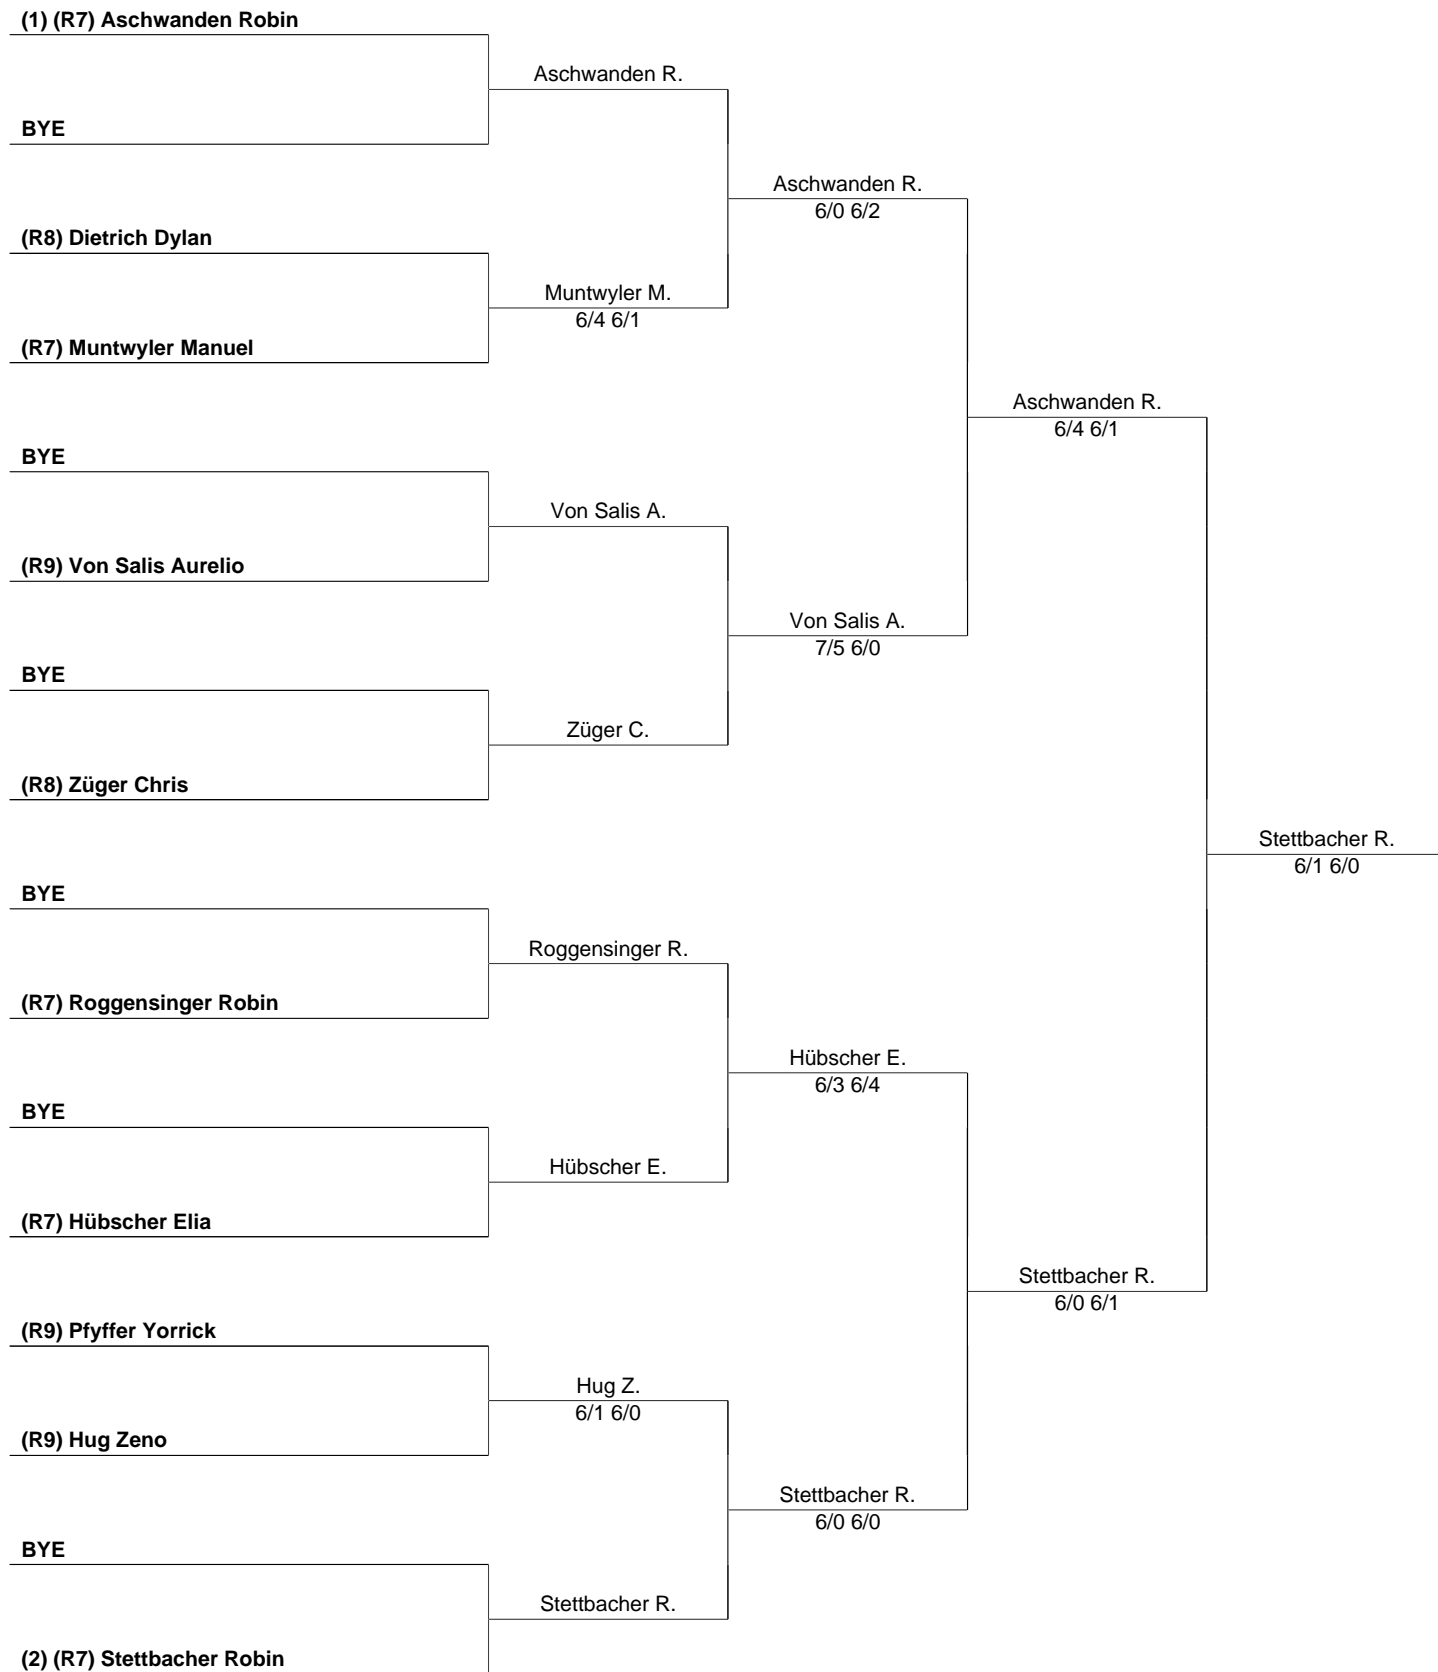 (1) (R7) Aschwanden Robin
Aschwanden R.
BYE
Aschwanden R.
6/0 6/2
(R8) Dietrich Dylan
Muntwyler M.
6/4 6/1
(R7) Muntwyler Manuel
Aschwanden R.
6/4 6/1
BYE
Von Salis A.
(R9) Von Salis Aurelio
Von Salis A.
7/5 6/0
BYE
Züger C.
(R8) Züger Chris
Stettbacher R.
6/1 6/0
BYE
Roggensinger R.
(R7) Roggensinger Robin
Hübscher E.
6/3 6/4
BYE
Hübscher E.
(R7) Hübscher Elia
Stettbacher R.
6/0 6/1
(R9) Pfyffer Yorrick
Hug Z.
6/1 6/0
(R9) Hug Zeno
Stettbacher R.
6/0 6/0
BYE
Stettbacher R.
(2) (R7) Stettbacher Robin